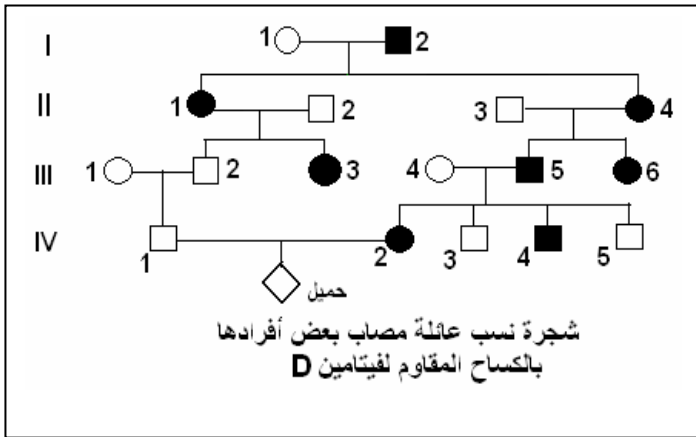 I 1 2
II 1 2 3 4
III 1 2 3 4 5 6
IV 1 2 3 4 5
حميل
شجرة نسب عائلة مصاب بعض أفرادها
بالكساح المقاوم لفيتامين D